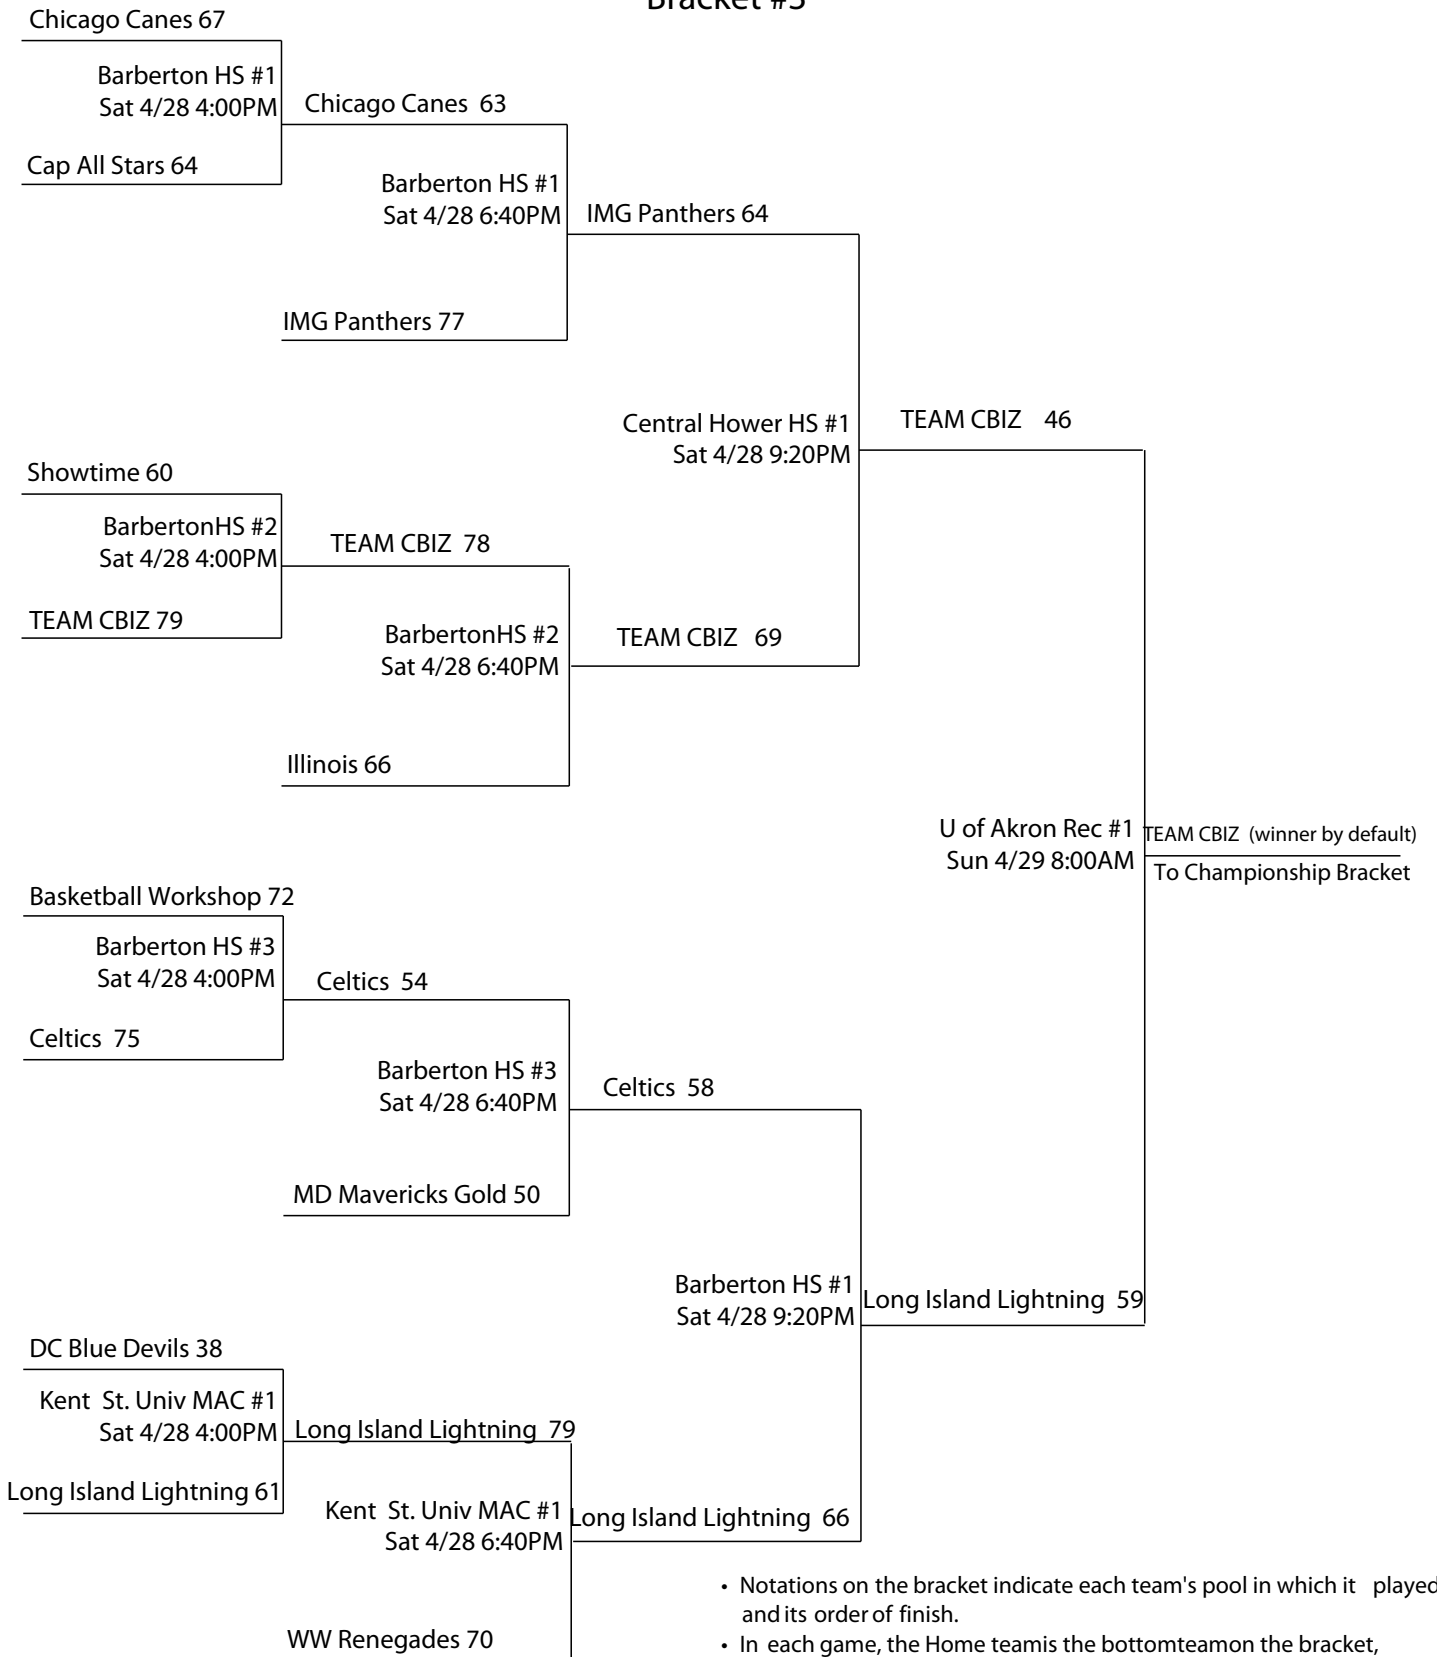 Bracket #3
Chicago Canes 67
Barberton HS #1
Sat 4/28 4:00PM
Chicago Canes 63
Cap All Stars 64
Barberton HS #1
Sat 4/28 6:40PM
IMG Panthers 64
IMG Panthers 77
Central Hower HS #1
Sat 4/28 9:20PM
TEAM CBIZ 46
Showtime 60
BarbertonHS #2
Sat 4/28 4:00PM
TEAM CBIZ 78
TEAM CBIZ 79
BarbertonHS #2
Sat 4/28 6:40PM
TEAM CBIZ 69
Illinois 66
U of Akron Rec #1
Sun 4/29 8:00AM
TEAM CBIZ (winner by default)
To Championship Bracket
Basketball Workshop 72
Barberton HS #3
Sat 4/28 4:00PM
Celtics 54
Celtics 75
Barberton HS #3
Sat 4/28 6:40PM
Celtics 58
MD Mavericks Gold 50
Barberton HS #1
Sat 4/28 9:20PM
Long Island Lightning 59
DC Blue Devils 38
Kent St. Univ MAC #1
Sat 4/28 4:00PM
Long Island Lightning 79
Long Island Lightning 61
Kent St. Univ MAC #1
Sat 4/28 6:40PM
Long Island Lightning 66
WW Renegades 70
• Notations on the bracket indicate each team's pool in which it played
and its order of finish.
• In each game, the Home teamis the bottomteamon the bracket,